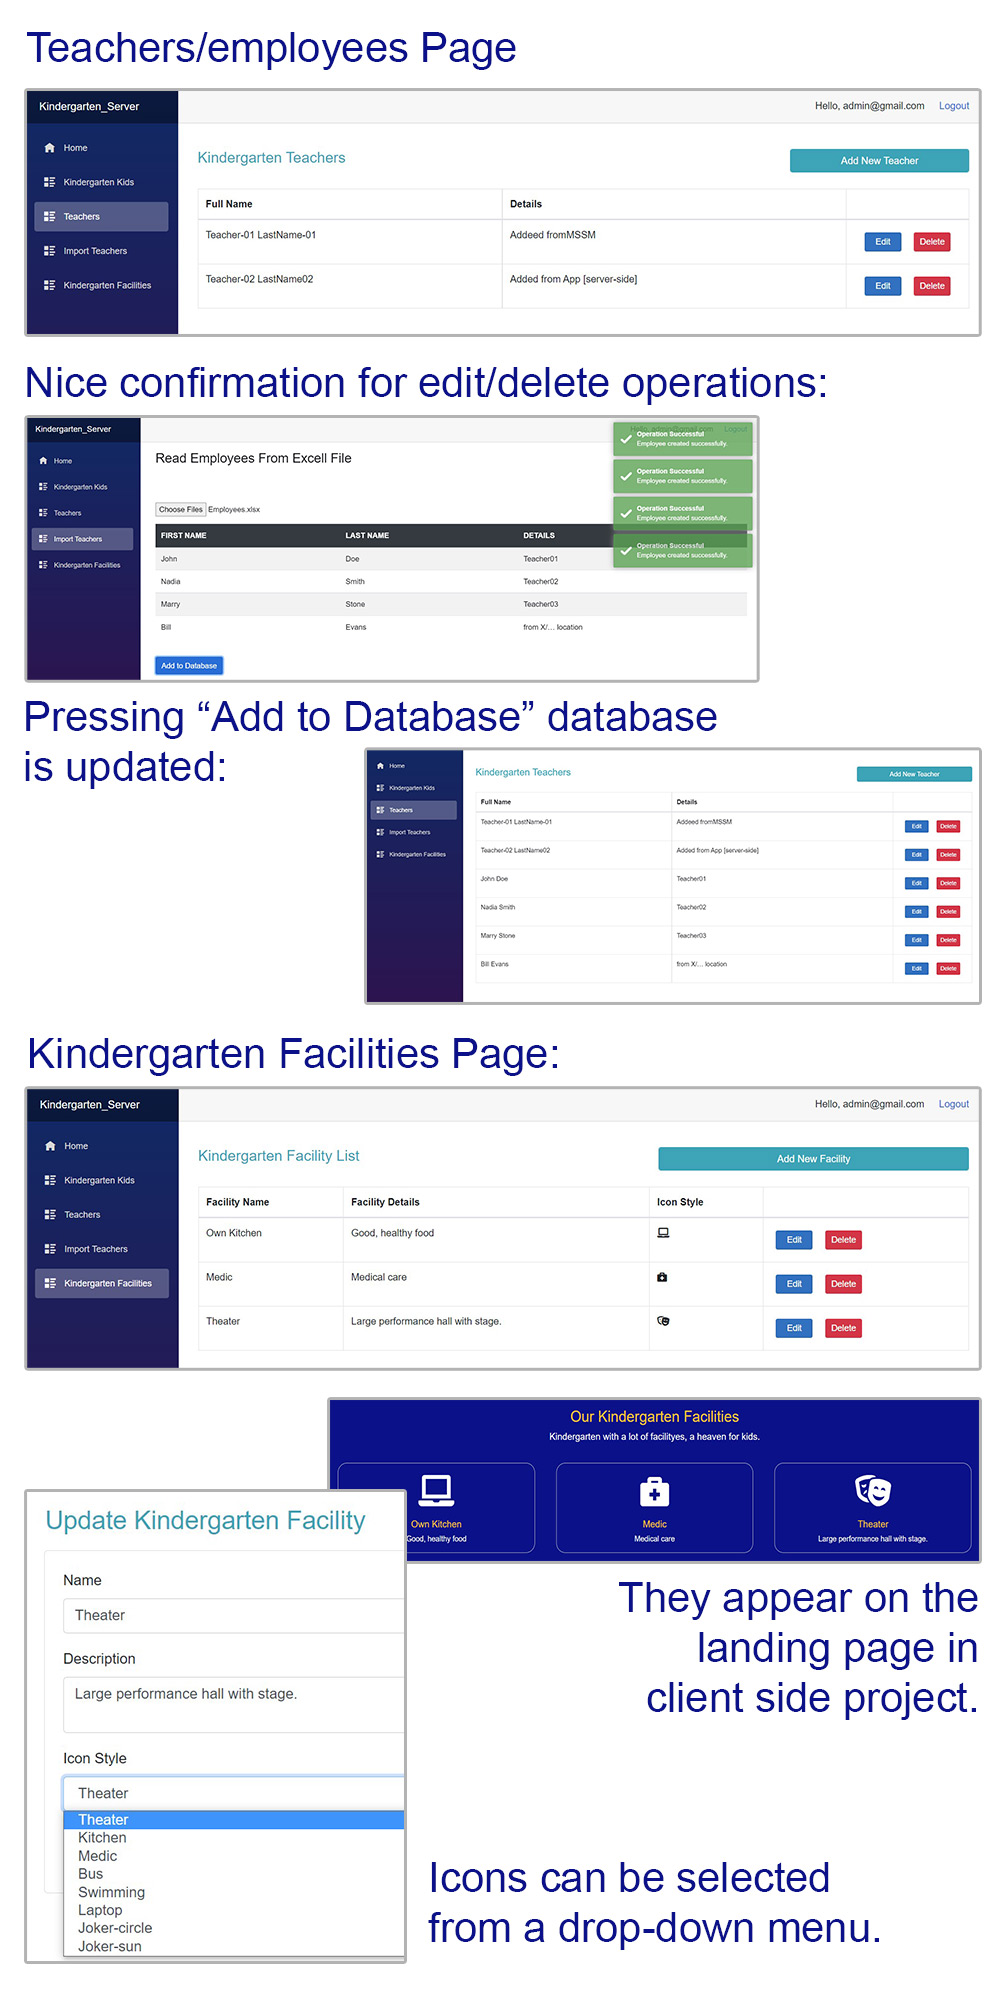 Teachers/employees Page
Kindergarten_Server
Hello, admin@gmail.com Logout
Home
Kindergarten Kids
Teachers
Import Teachers
Kindergarten Facilities
Kindergarten Teachers
Add New Teacher
Full Name Details
Teacher-01 LastName-01 Addeed fromMSSM Edit Delete
Teacher-02 LastName02 Added from App [server-side] Edit Delete
Nice confirmation for edit/delete operations:
Kindergarten_Server
Hello, admin@gmail.com Logout
Home
Kindergarten Kids
Teachers
Import Teachers
Kindergarten Facilities
Read Employees From Excell File
Choose Files Employees.xlsx
FIRST NAME LAST NAME DETAILS
John Doe Teacher01
Nadia Smith Teacher02
Marry Stone Teacher03
Bill Evans from X/... location
Add to Database
Operation Successful
Employee created successfully.
Operation Successful
Employee created successfully.
Operation Successful
Employee created successfully.
Operation Successful
Employee created successfully.
Pressing “Add to Database” database
is updated:
Home
Kindergarten Kids
Teachers
Import Teachers
Kindergarten Facilities
Kindergarten Teachers
Add New Teacher
Full Name Details
Teacher-01 LastName-01 Addeed fromMSSM Edit Delete
Teacher-02 LastName02 Added from App [server-side] Edit Delete
John Doe Teacher01 Edit Delete
Nadia Smith Teacher02 Edit Delete
Marry Stone Teacher03 Edit Delete
Bill Evans from X/... location Edit Delete
Kindergarten Facilities Page:
Kindergarten_Server
Hello, admin@gmail.com Logout
Home
Kindergarten Kids
Teachers
Import Teachers
Kindergarten Facilities
Kindergarten Facility List
Add New Facility
Facility Name Facility Details Icon Style
Own Kitchen Good, healthy food Edit Delete
Medic Medical care Edit Delete
Theater Large performance hall with stage. Edit Delete
Our Kindergarten Facilities
Kindergarten with a lot of facilityes, a heaven for kids.
Own Kitchen
Good, healthy food
Medic
Medical care
Theater
Large performance hall with stage.
Update Kindergarten Facility
Name
Theater
Description
Large performance hall with stage.
Icon Style
Theater
Theater
Kitchen
Medic
Bus
Swimming
Laptop
Joker-circle
Joker-sun
They appear on the
landing page in
client side project.
Icons can be selected
from a drop-down menu.